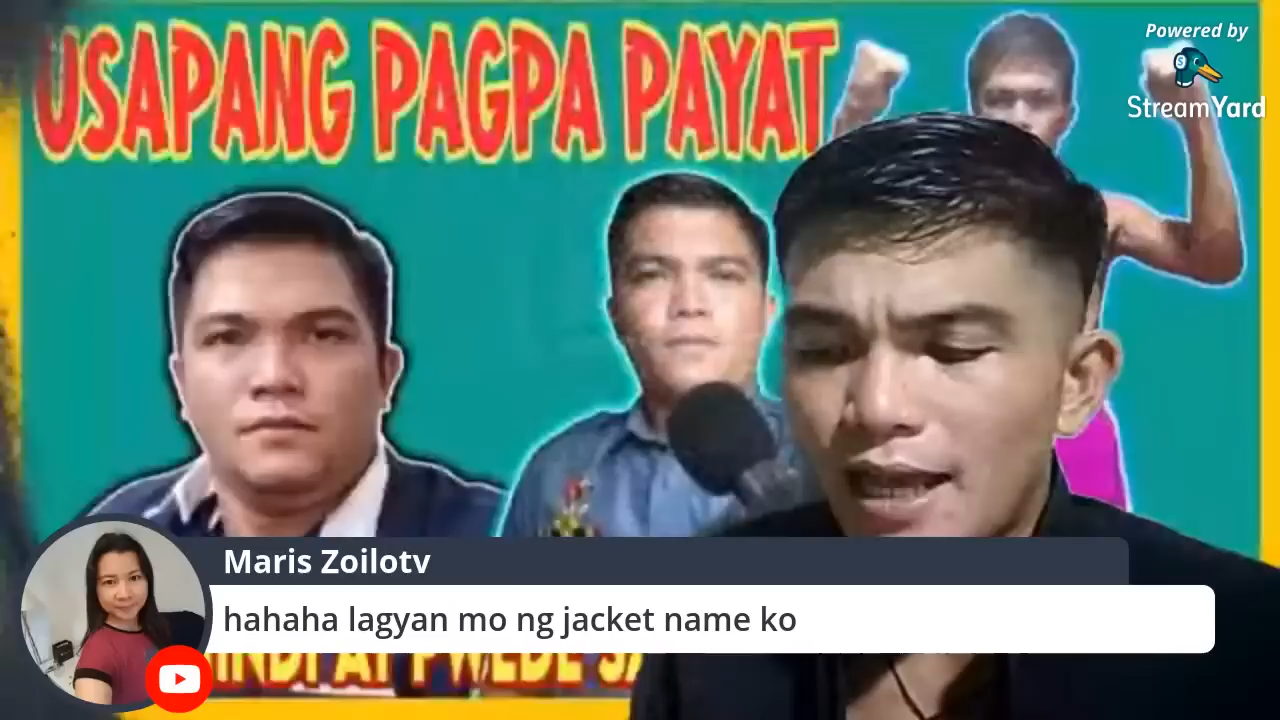 USAPANG PAGPA PAYAT
Powered by
StreamYard
Maris Zoilotv
hahaha lagyan mo ng jacket name ko